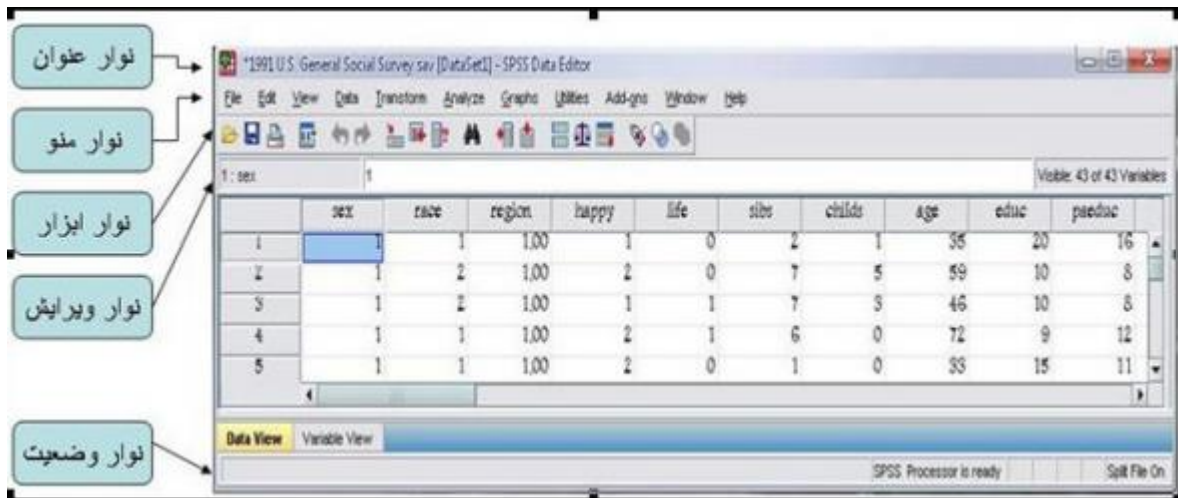 نوار عنوان
*1991 U.S. General Social Survey.sav [DataSet1] - SPSS Data Editor
نوار منو
File Edit View Data Transform Analyze Graphs Utilities Add-ons Window Help
نوار ابزار
نوار ویرایش
1 : sex 1 Visible: 43 of 43 Variables
sex race region happy life sibs childs age educ paeduc
1 1 1 1,00 1 0 2 1 35 20 16
2 1 2 1,00 2 0 7 5 59 10 8
3 1 2 1,00 1 1 7 3 46 10 8
4 1 1 1,00 2 1 6 0 72 9 12
5 1 1 1,00 2 0 1 0 33 15 11
Data View Variable View
نوار وضعیت
SPSS Processor is ready Split File On